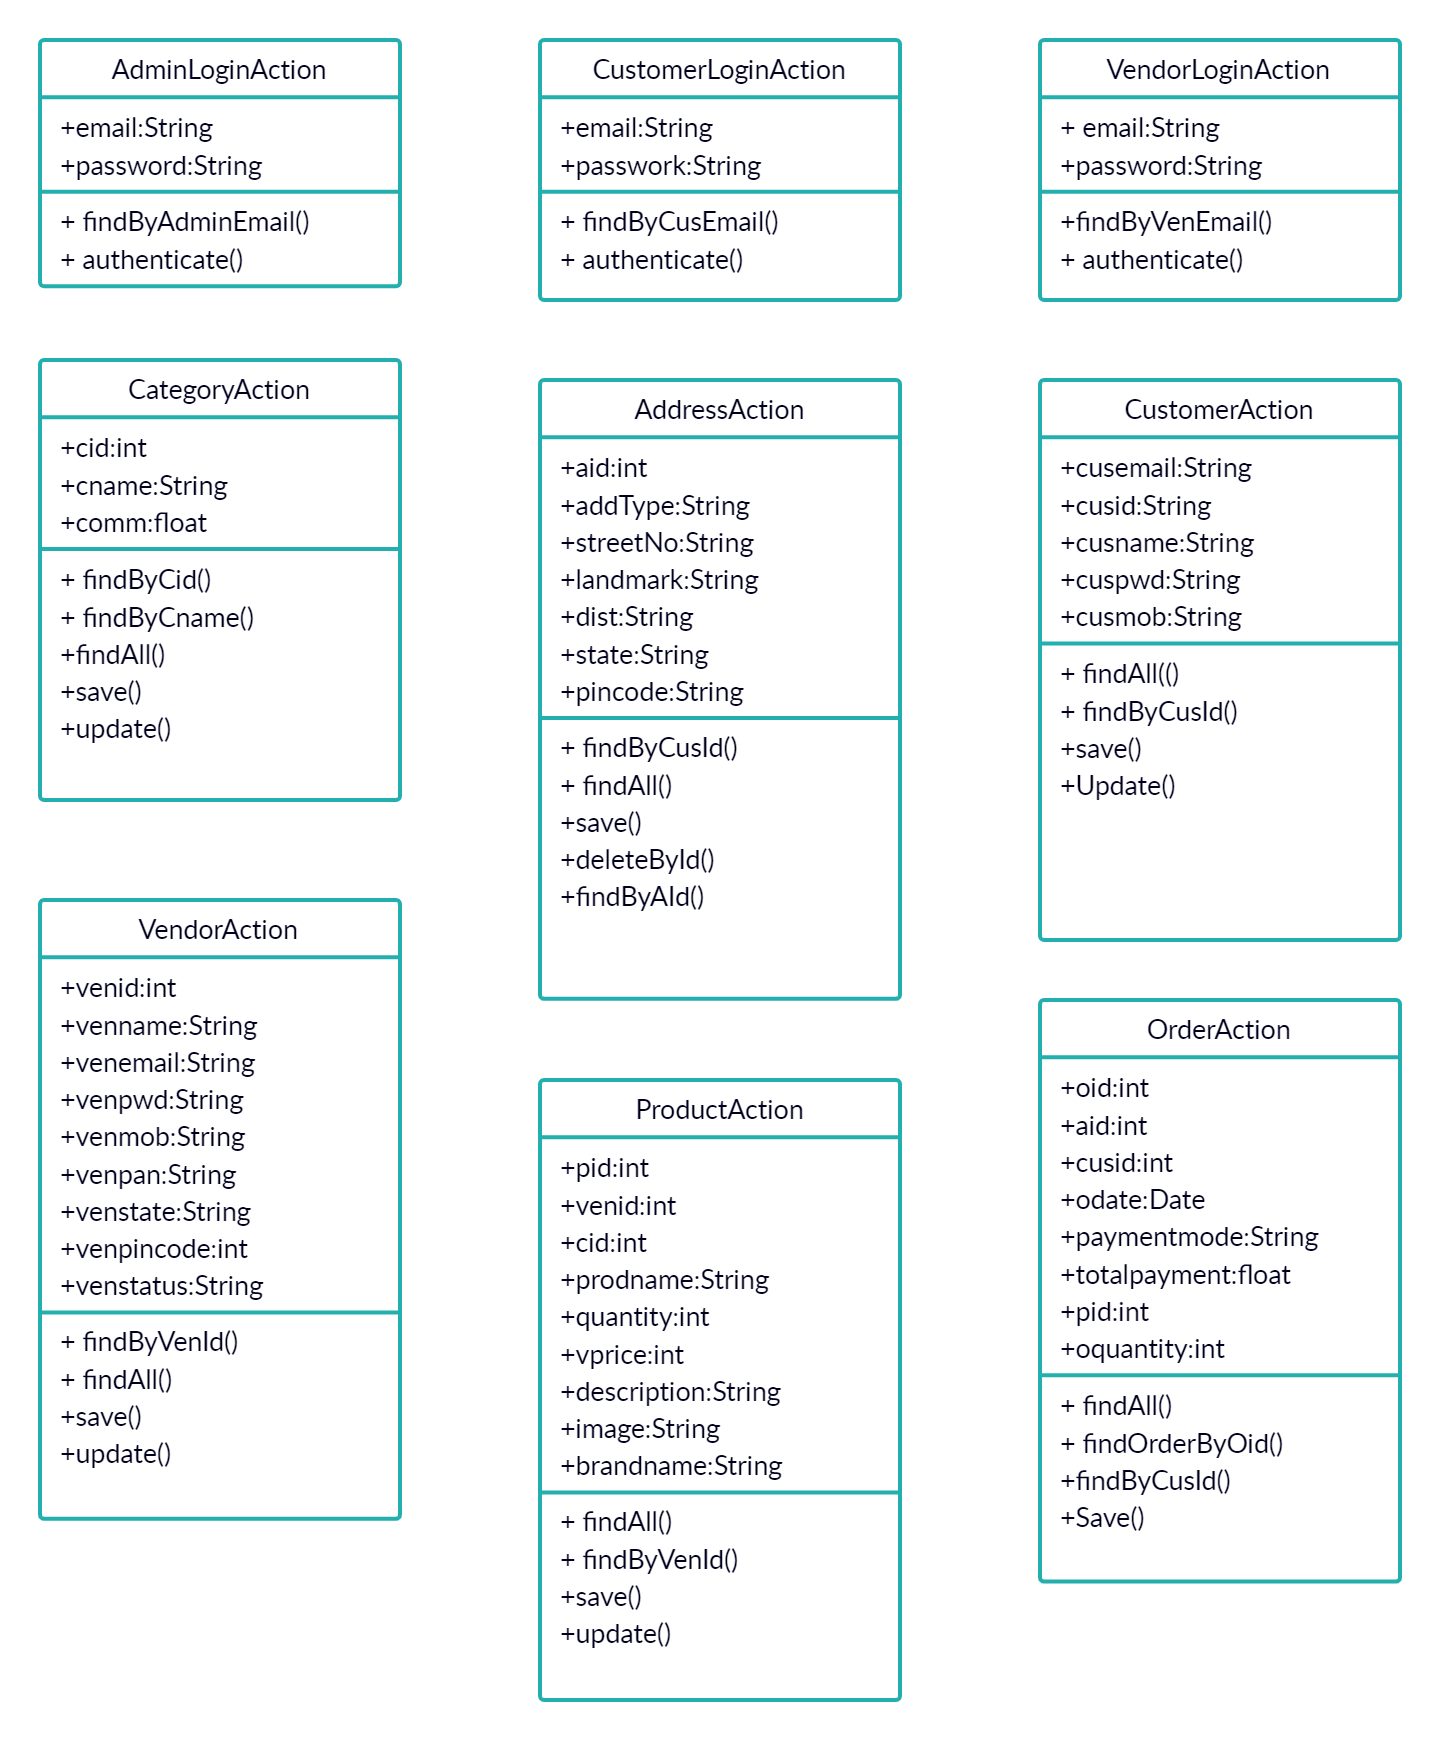 AdminLoginAction
+email:String
+password:String
+ findByAdminEmail()
+ authenticate()
CustomerLoginAction
+email:String
+passwork:String
+ findByCusEmail()
+ authenticate()
VendorLoginAction
+ email:String
+password:String
+findByVenEmail()
+ authenticate()
CategoryAction
+cid:int
+cname:String
+comm:float
+ findByCid()
+ findByCname()
+findAll()
+save()
+update()
AddressAction
+aid:int
+addType:String
+streetNo:String
+landmark:String
+dist:String
+state:String
+pincode:String
+ findByCusId()
+ findAll()
+save()
+deleteById()
+findByAId()
CustomerAction
+cusemail:String
+cusid:String
+cusname:String
+cuspwd:String
+cusmob:String
+ findAll(()
+ findByCusId()
+save()
+Update()
VendorAction
+venid:int
+venname:String
+venemail:String
+venpwd:String
+venmob:String
+venpan:String
+venstate:String
+venpincode:int
+venstatus:String
+ findByVenId()
+ findAll()
+save()
+update()
ProductAction
+pid:int
+venid:int
+cid:int
+prodname:String
+quantity:int
+vprice:int
+description:String
+image:String
+brandname:String
+ findAll()
+ findByVenId()
+save()
+update()
OrderAction
+oid:int
+aid:int
+cusid:int
+odate:Date
+paymentmode:String
+totalpayment:float
+pid:int
+oquantity:int
+ findAll()
+ findOrderByOid()
+findByCusId()
+Save()